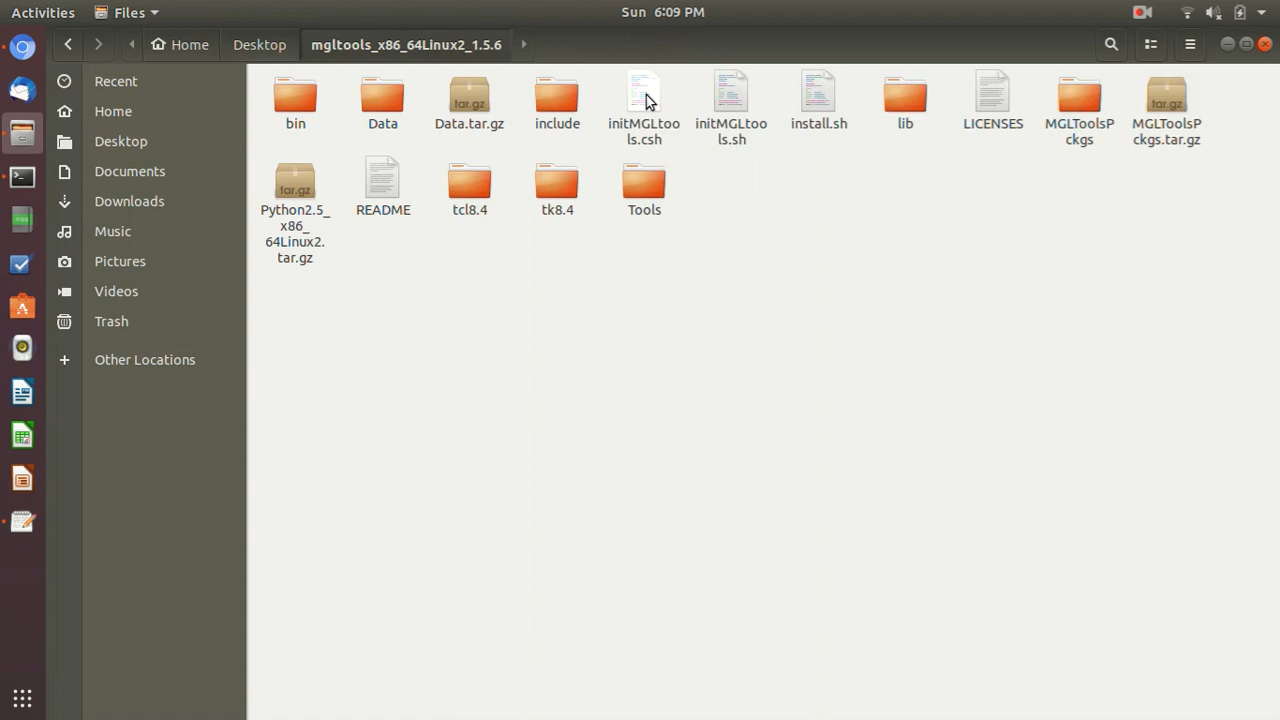 Activities Files Sun 6:09 PM
Home Desktop mgltools_x86_64Linux2_1.5.6
Recent
Home
Desktop
Documents
Downloads
Music
Pictures
Videos
Trash
Other Locations
bin
Data
tar.gz
Data.tar.gz
include
initMGLtoo
ls.csh
initMGLtoo
ls.sh
install.sh
lib
LICENSES
MGLToolsP
ckgs
tar.gz
MGLToolsP
ckgs.tar.gz
tar.gz
Python2.5_
x86_
64Linux2.
tar.gz
README
tcl8.4
tk8.4
Tools